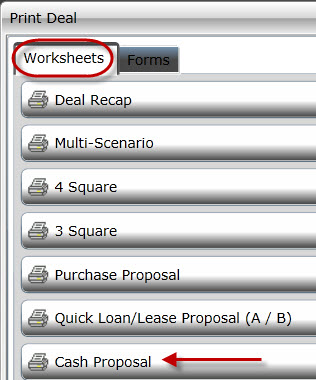 Print Deal
Worksheets Forms
Deal Recap
Multi-Scenario
4 Square
3 Square
Purchase Proposal
Quick Loan/Lease Proposal (A / B)
Cash Proposal